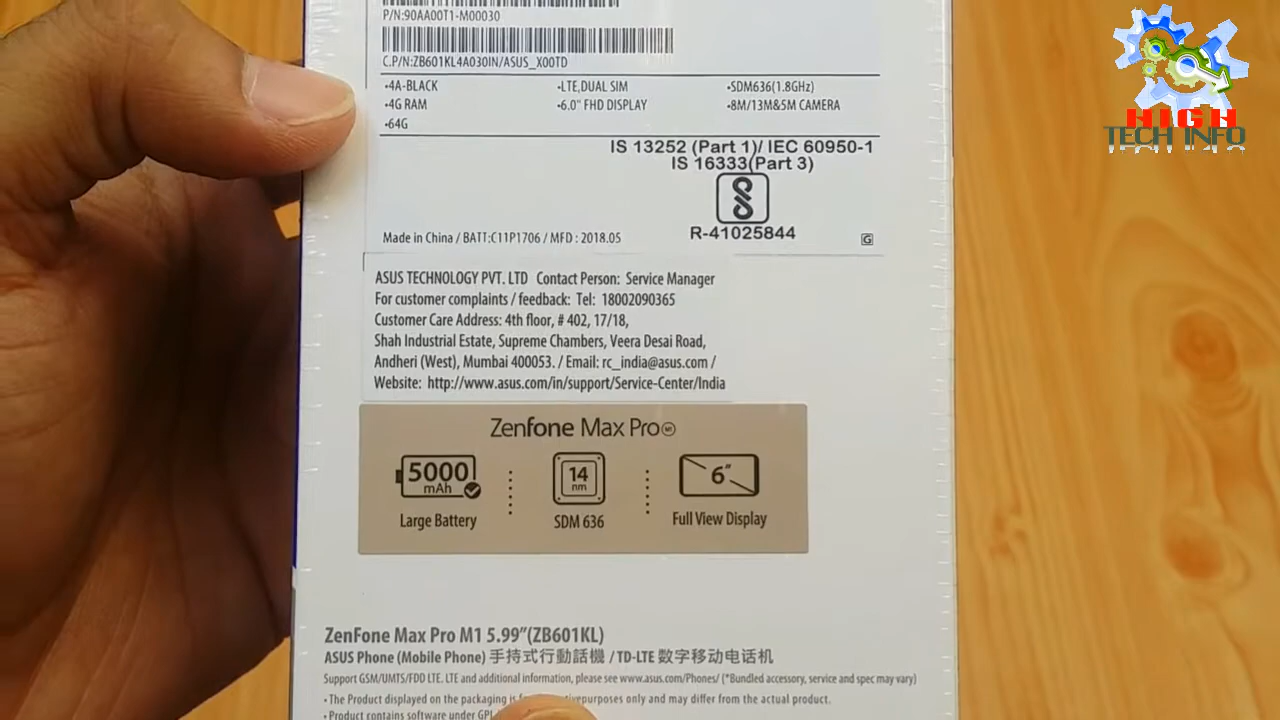 P/N:90AA00T1-M00030
C.P/N:ZB601KL4A030IN/ASUS_X00TD
•4A-BLACK •LTE,DUAL SIM •SDM636(1.8GHz)
•4G RAM •6.0" FHD DISPLAY •8M/13M&5M CAMERA
•64G
IS 13252 (Part 1)/ IEC 60950-1
IS 16333(Part 3)
R-41025844
Made in China / BATT:C11P1706 / MFD : 2018.05
G
ASUS TECHNOLOGY PVT. LTD Contact Person: Service Manager
For customer complaints / feedback: Tel: 18002090365
Customer Care Address: 4th floor, # 402, 17/18,
Shah Industrial Estate, Supreme Chambers, Veera Desai Road,
Andheri (West), Mumbai 400053. / Email: rc_india@asus.com /
Website: http://www.asus.com/in/support/Service-Center/India
ZenFone Max Pro M1
5000 mAh 14 nm 6"
Large Battery SDM 636 Full View Display
ZenFone Max Pro M1 5.99"(ZB601KL)
ASUS Phone (Mobile Phone) 手持式行動話機 / TD-LTE 数字移动电话机
Support GSM/UMTS/FDD LTE. LTE and additional information, please see www.asus.com/Phones/ (*Bundled accessory, service and spec may vary)
• The Product displayed on the packaging is purposes only and may differ from the actual product.
• Product contains software under GPL
HIGH
TECH INFO